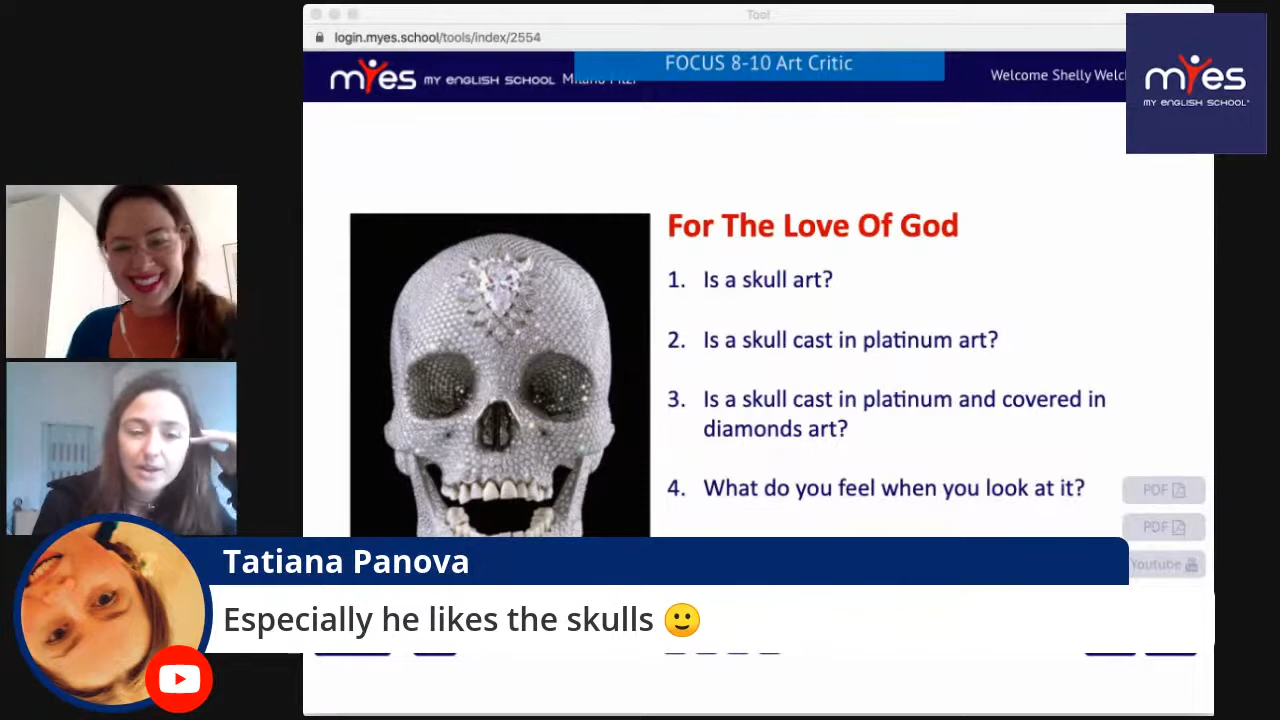 Tool
login.myes.school/tools/index/2554
FOCUS 8-10 Art Critic
myes MY ENGLISH SCHOOL
Welcome Shelly Welch
myes
MY ENGLISH SCHOOL
For The Love Of God
1. Is a skull art?
2. Is a skull cast in platinum art?
3. Is a skull cast in platinum and covered in
diamonds art?
4. What do you feel when you look at it?
PDF
PDF
Youtube
Tatiana Panova
Especially he likes the skulls 🙂